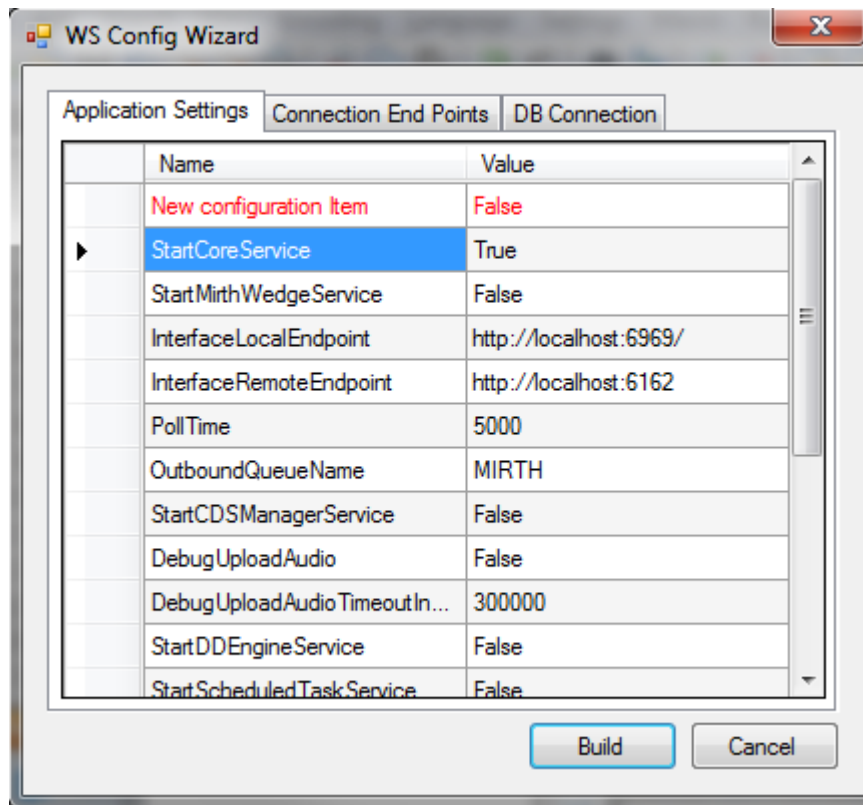 WS Config Wizard
Application Settings Connection End Points DB Connection
Name Value
New configuration Item False
StartCoreService True
StartMirthWedgeService False
InterfaceLocalEndpoint http://localhost:6969/
InterfaceRemoteEndpoint http://localhost:6162
PollTime 5000
OutboundQueueName MIRTH
StartCDSManagerService False
DebugUploadAudio False
DebugUploadAudioTimeoutIn... 300000
StartDDEngineService False
StartScheduledTaskService False
Build Cancel